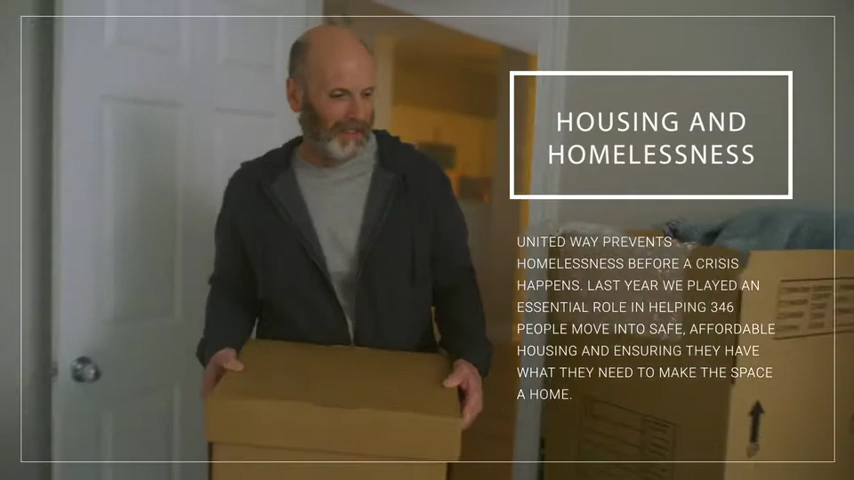 HOUSING AND
HOMELESSNESS
UNITED WAY PREVENTS
HOMELESSNESS BEFORE A CRISIS
HAPPENS. LAST YEAR WE PLAYED AN
ESSENTIAL ROLE IN HELPING 346
PEOPLE MOVE INTO SAFE, AFFORDABLE
HOUSING AND ENSURING THEY HAVE
WHAT THEY NEED TO MAKE THE SPACE
A HOME.